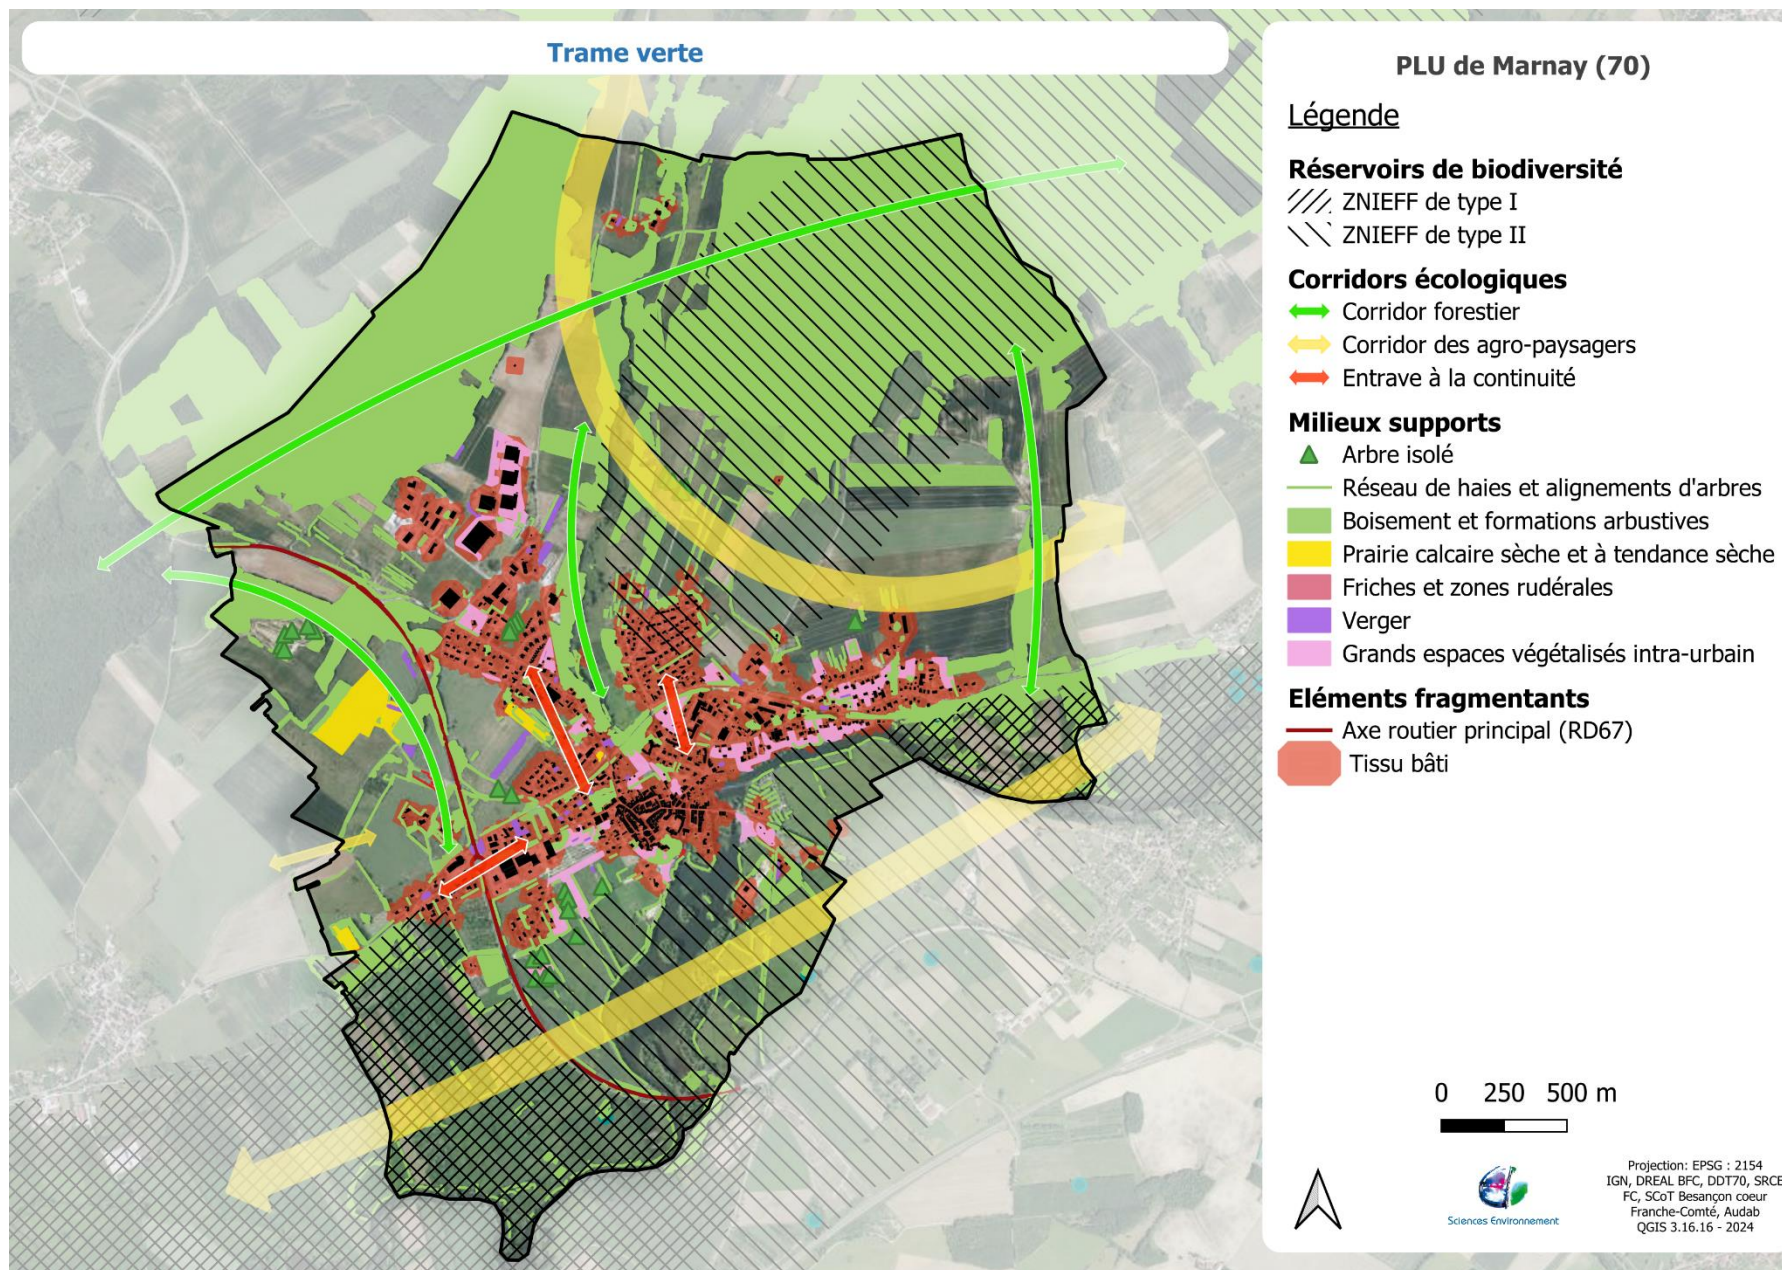 Trame verte
PLU de Marnay (70)
Légende
Réservoirs de biodiversité
ZNIEFF de type I
ZNIEFF de type II
Corridors écologiques
Corridor forestier
Corridor des agro-paysagers
Entrave à la continuité
Milieux supports
Arbre isolé
Réseau de haies et alignements d'arbres
Boisement et formations arbustives
Prairie calcaire sèche et à tendance sèche
Friches et zones rudérales
Verger
Grands espaces végétalisés intra-urbain
Eléments fragmentants
Axe routier principal (RD67)
Tissu bâti
0 250 500 m
Sciences Environnement
Projection: EPSG : 2154
IGN, DREAL BFC, DDT70, SRCE
FC, SCoT Besançon coeur
Franche-Comté, Audab
QGIS 3.16.16 - 2024